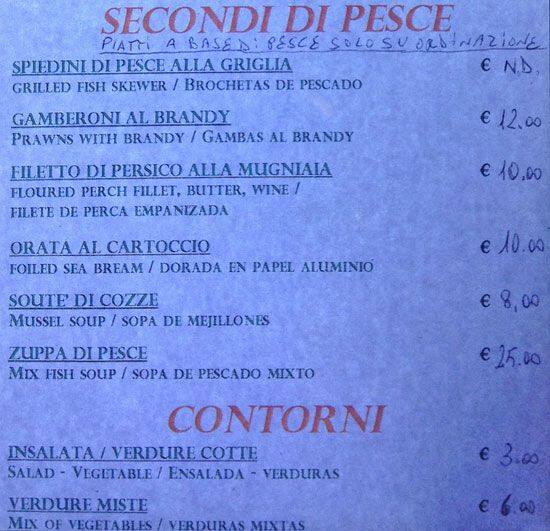 SECONDI DI PESCE
PIATTI A BASE DI PESCE SOLO SU ORDINAZIONE
SPIEDINI DI PESCE ALLA GRIGLIA € N.D.
GRILLED FISH SKEWER / BROCHETAS DE PESCADO
GAMBERONI AL BRANDY € 12.00
PRAWNS WITH BRANDY / GAMBAS AL BRANDY
FILETTO DI PERSICO ALLA MUGNIAIA € 10.00
FLOURED PERCH FILLET, BUTTER, WINE /
FILETE DE PERCA EMPANIZADA
ORATA AL CARTOCCIO € 10.00
FOILED SEA BREAM / DORADA EN PAPEL ALUMINIO
SOUTE' DI COZZE € 8,00
MUSSEL SOUP / SOPA DE MEJILLONES
ZUPPA DI PESCE € 25.00
MIX FISH SOUP / SOPA DE PESCADO MIXTO
CONTORNI
INSALATA / VERDURE COTTE € 3.00
SALAD - VEGETABLE / ENSALADA - VERDURAS
VERDURE MISTE € 6.00
MIX OF VEGETABLES / VERDURAS MIXTAS